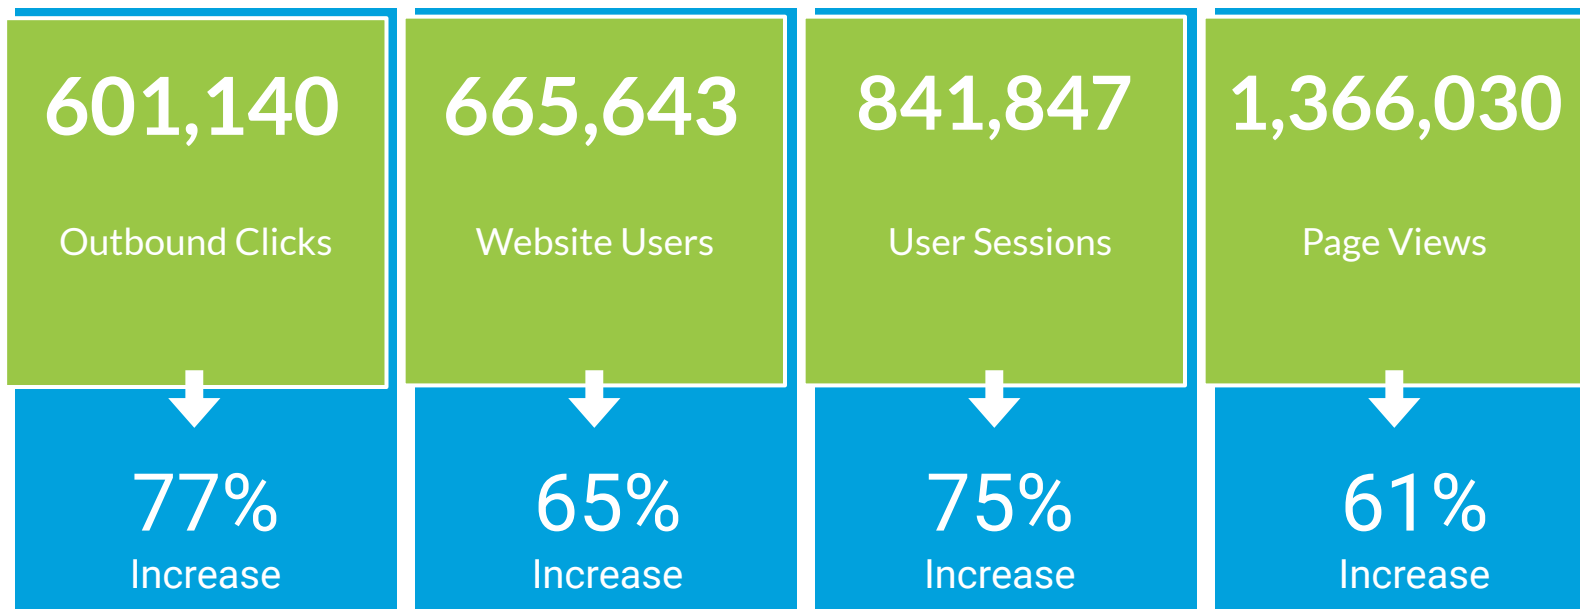 601,140
Outbound Clicks
77%
Increase
665,643
Website Users
65%
Increase
841,847
User Sessions
75%
Increase
1,366,030
Page Views
61%
Increase